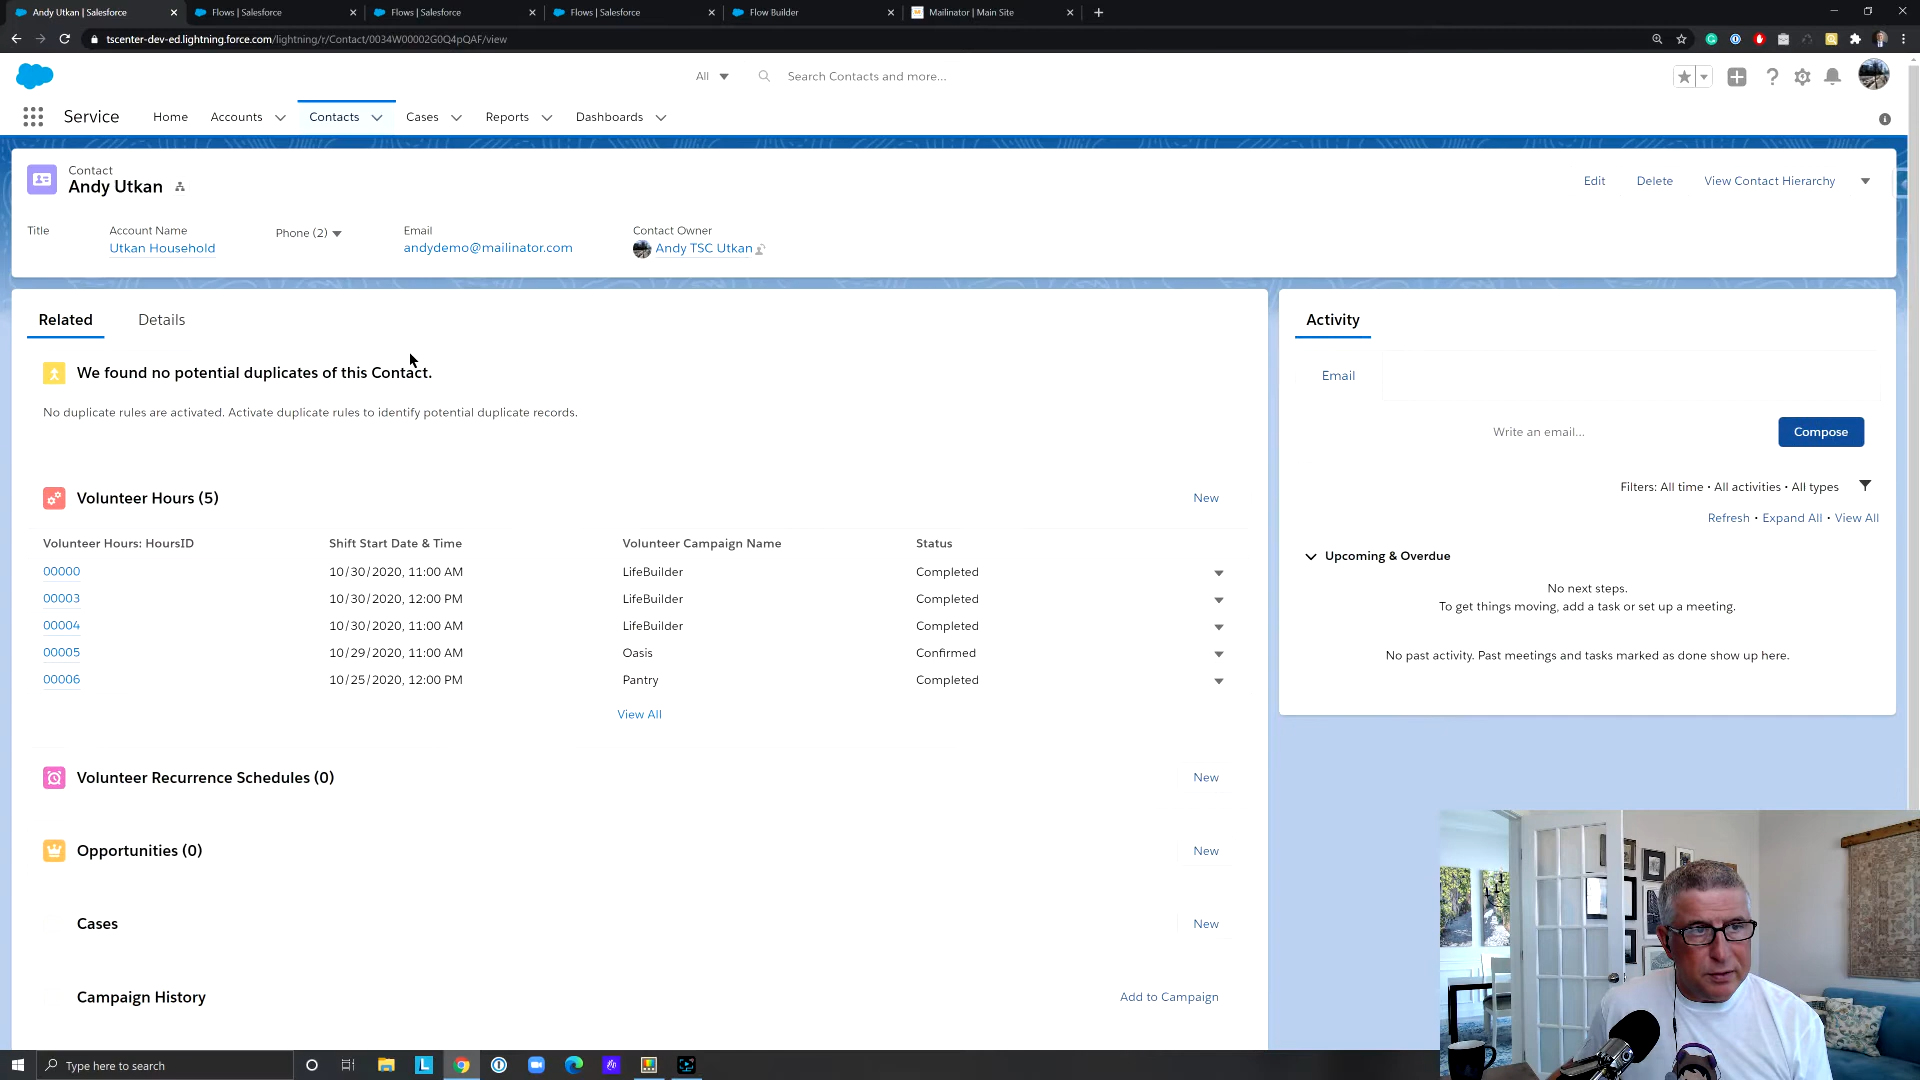 Andy Utkan | Salesforce
Flows | Salesforce
Flows | Salesforce
Flows | Salesforce
Flow Builder
Mailinator | Main Site
tscenter-dev-ed.lightning.force.com/lightning/r/Contact/0034W00002G0Q4pQAF/view
All
Search Contacts and more...
Service
Home
Accounts
Contacts
Cases
Reports
Dashboards
Contact
Andy Utkan
Edit
Delete
View Contact Hierarchy
Title
Account Name
Utkan Household
Phone (2)
Email
andydemo@mailinator.com
Contact Owner
Andy TSC Utkan
Related
Details
We found no potential duplicates of this Contact.
No duplicate rules are activated. Activate duplicate rules to identify potential duplicate records.
Volunteer Hours (5)
New
Volunteer Hours: HoursID
Shift Start Date & Time
Volunteer Campaign Name
Status
00000
10/30/2020, 11:00 AM
LifeBuilder
Completed
00003
10/30/2020, 12:00 PM
LifeBuilder
Completed
00004
10/30/2020, 11:00 AM
LifeBuilder
Completed
00005
10/29/2020, 11:00 AM
Oasis
Confirmed
00006
10/25/2020, 12:00 PM
Pantry
Completed
View All
Volunteer Recurrence Schedules (0)
New
Opportunities (0)
New
Cases
New
Campaign History
Add to Campaign
Activity
Email
Write an email...
Compose
Filters: All time • All activities • All types
Refresh • Expand All • View All
Upcoming & Overdue
No next steps.
To get things moving, add a task or set up a meeting.
No past activity. Past meetings and tasks marked as done show up here.
Type here to search